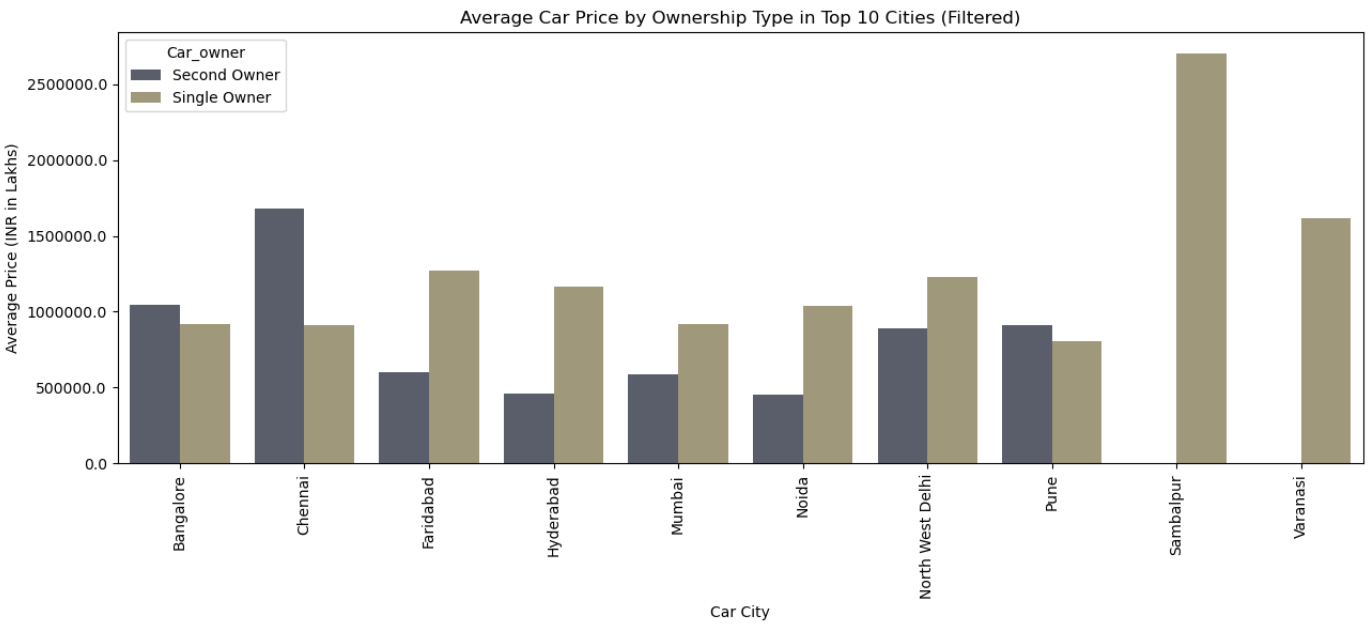 Average Car Price by Ownership Type in Top 10 Cities (Filtered)
Car_owner
Second Owner
Single Owner
Average Price (INR in Lakhs)
2500000.0
2000000.0
1500000.0
1000000.0
500000.0
0.0
Bangalore
Chennai
Faridabad
Hyderabad
Mumbai
Noida
North West Delhi
Pune
Sambalpur
Varanasi
Car City